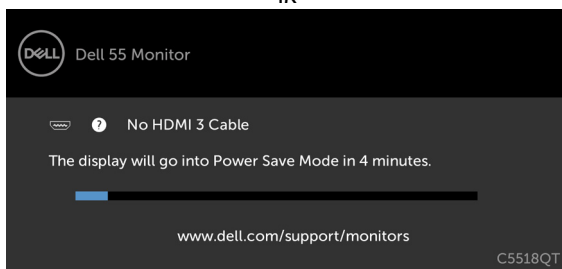 DELL Dell 55 Monitor
? No HDMI 3 Cable
The display will go into Power Save Mode in 4 minutes.
www.dell.com/support/monitors
C5518QT